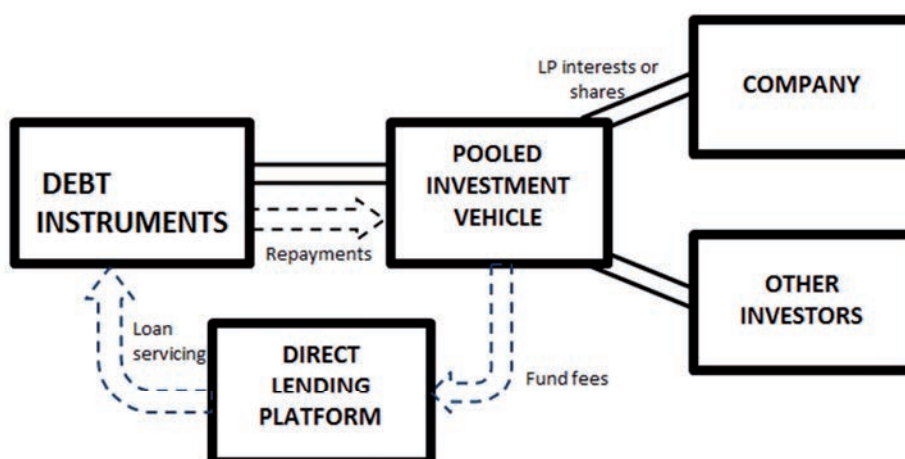 LP interests or
shares
COMPANY
DEBT
INSTRUMENTS
POOLED
INVESTMENT
VEHICLE
Repayments
OTHER
INVESTORS
Loan
servicing
DIRECT
LENDING
PLATFORM
Fund fees